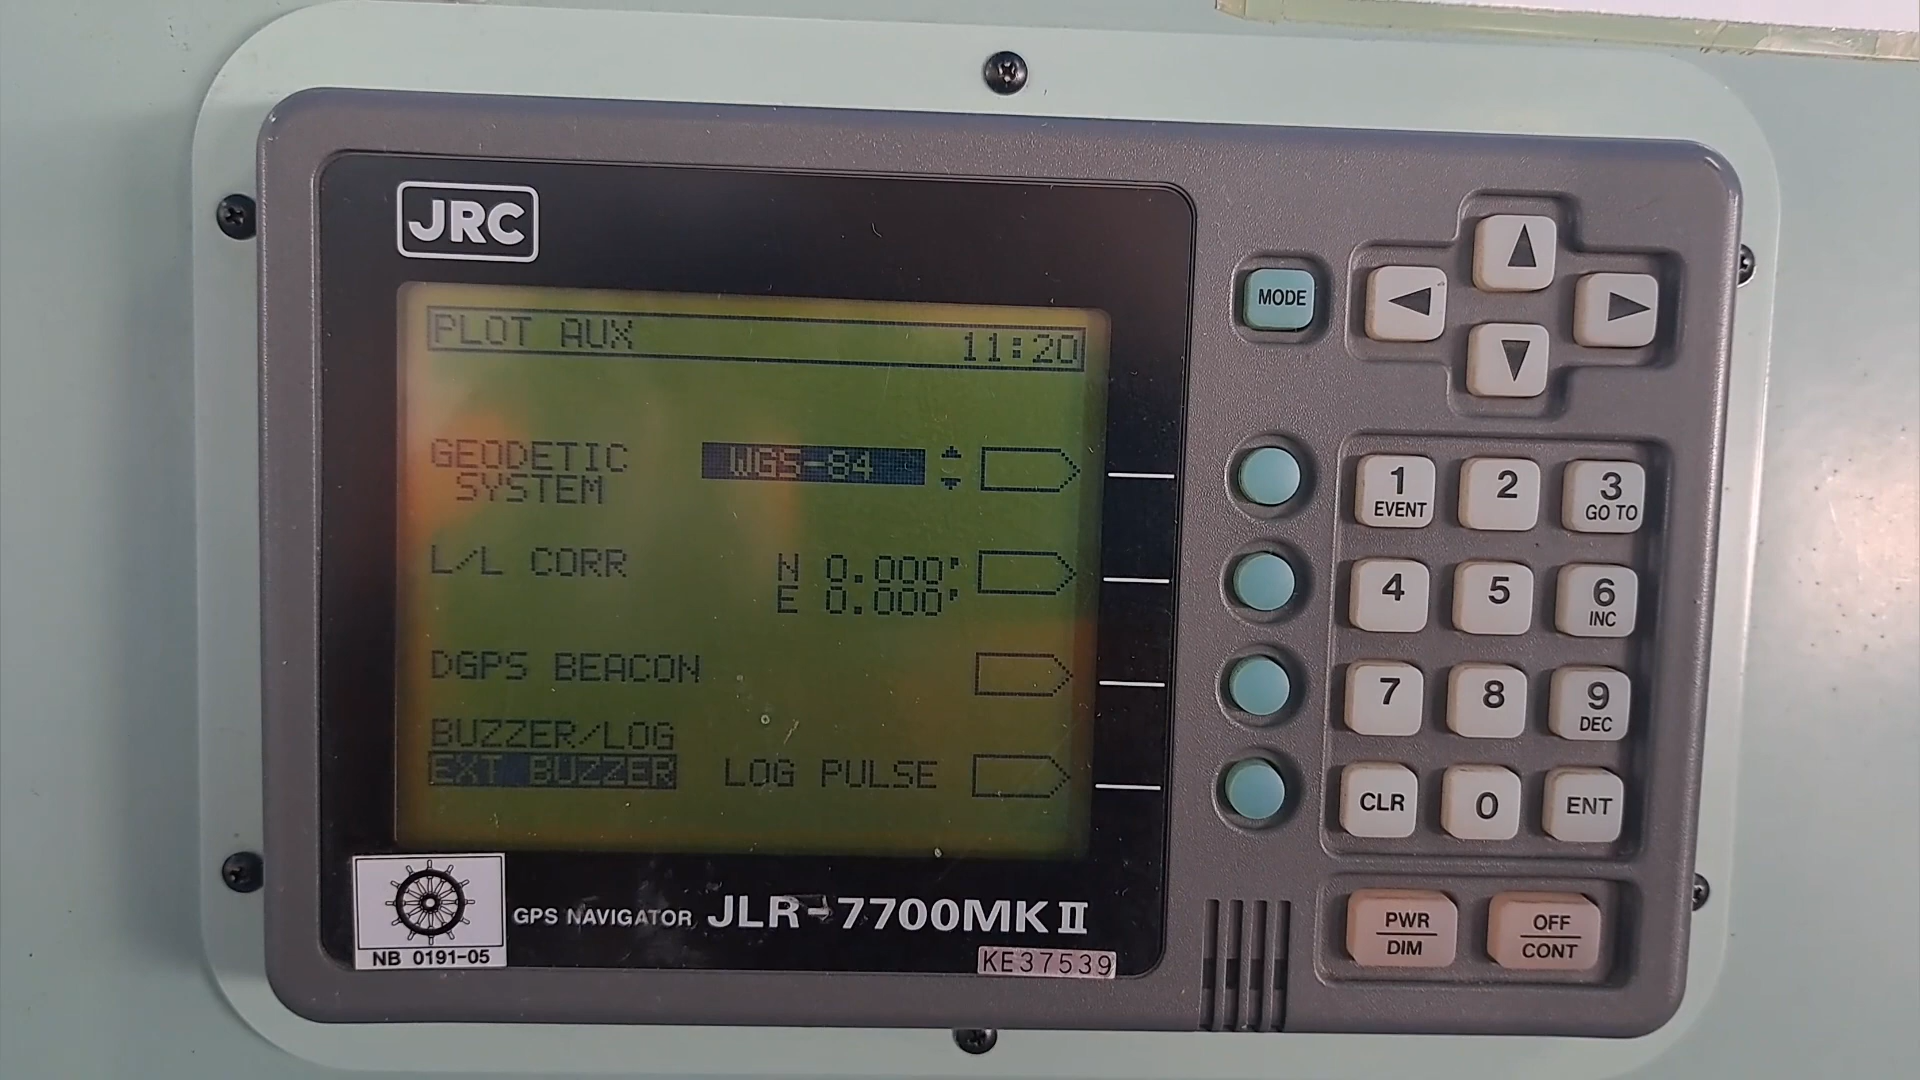 JRC
PLOT AUX 11:20
GEODETIC WGS-84
SYSTEM
L/L CORR N 0.000'
E 0.000'
DGPS BEACON
BUZZER/LOG
EXT BUZZER LOG PULSE
NB 0191-05
GPS NAVIGATOR JLR-7700MKⅡ
KE37539
MODE
1 2 3
EVENT GO TO
4 5 6
INC
7 8 9
DEC
CLR 0 ENT
PWR OFF
DIM CONT